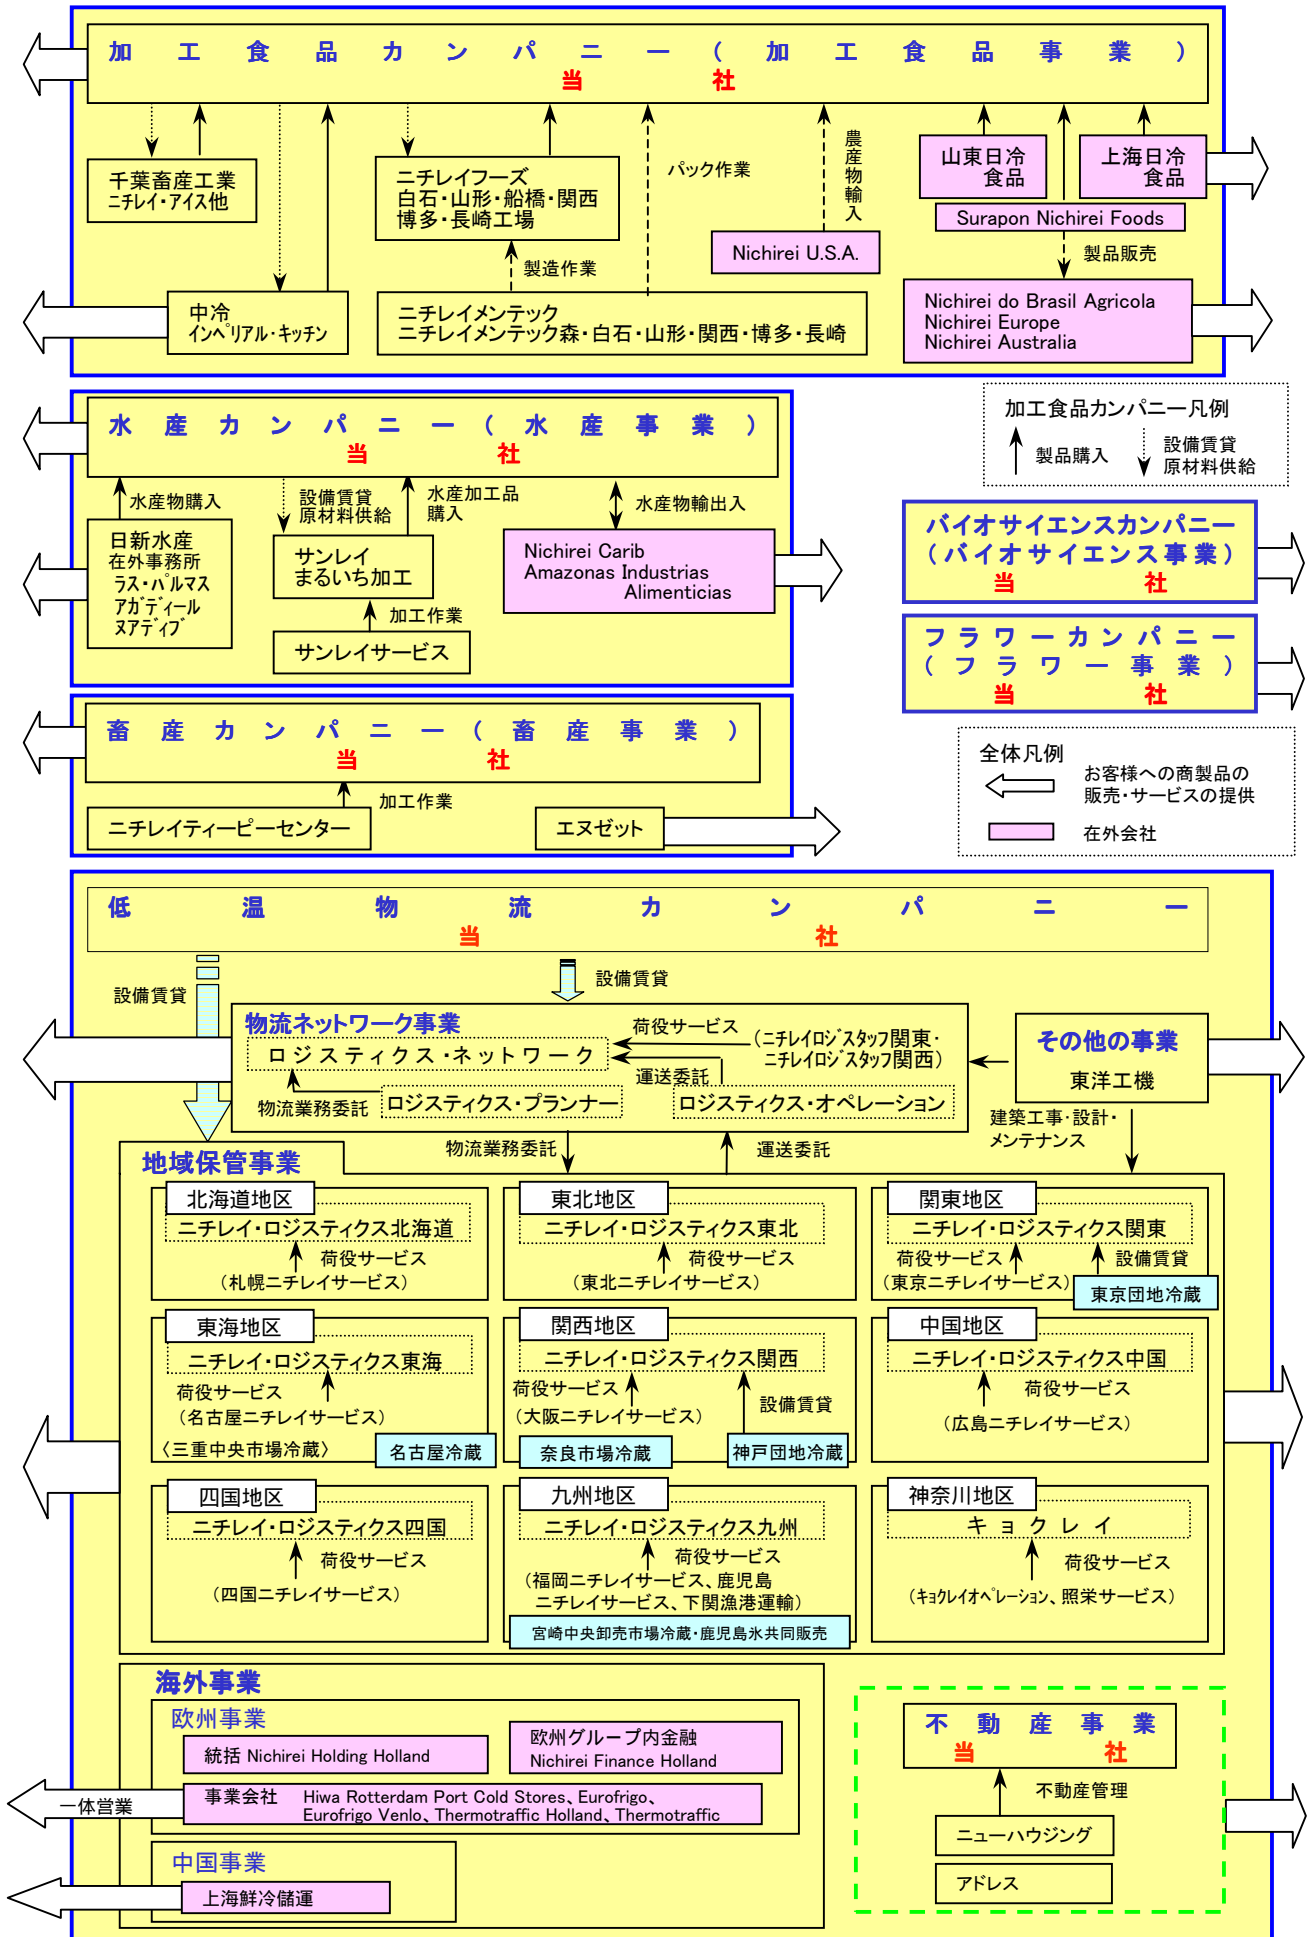 加工食品カンパニー(加工食品事業)
当社
農産物輸入
パック作業
山東日冷
食品
上海日冷
食品
千葉畜産工業
ニチレイ・アイス他
ニチレイフーズ
白石・山形・船橋・関西
博多・長崎工場
Surapon Nichirei Foods
Nichirei U.S.A.
製造作業
製品販売
中冷
インペリアル・キッチン
ニチレイメンテック
ニチレイメンテック森・白石・山形・関西・博多・長崎
Nichirei do Brasil Agricola
Nichirei Europe
Nichirei Australia
加工食品カンパニー凡例
製品購入
設備賃貸
原材料供給
水産カンパニー(水産事業)
当社
水産物購入
設備賃貸
原材料供給
水産加工品
購入
水産物輸出入
日新水産
在外事務所
ラス・パルマス
アガディール
ヌアディブ
サンレイ
まるいち加工
Nichirei Carib
Amazonas Industrias
Alimenticias
加工作業
サンレイサービス
バイオサイエンスカンパニー
(バイオサイエンス事業)
当社
フラワーカンパニー
(フラワー事業)
当社
畜産カンパニー(畜産事業)
当社
加工作業
ニチレイティーピーセンター
エヌゼット
全体凡例
お客様への商製品の
販売・サービスの提供
在外会社
低温物流カンパニー
当社
設備賃貸
設備賃貸
物流ネットワーク事業
荷役サービス
(ニチレイロジスタッフ関東・
ニチレイロジスタッフ関西)
ロジスティクス・ネットワーク
運送委託
物流業務委託
ロジスティクス・プランナー
ロジスティクス・オペレーション
その他の事業
東洋工機
建築工事・設計・
メンテナンス
物流業務委託
運送委託
地域保管事業
北海道地区
ニチレイ・ロジスティクス北海道
荷役サービス
(札幌ニチレイサービス)
東北地区
ニチレイ・ロジスティクス東北
荷役サービス
(東北ニチレイサービス)
関東地区
ニチレイ・ロジスティクス関東
荷役サービス
設備賃貸
(東京ニチレイサービス)
東京団地冷蔵
東海地区
ニチレイ・ロジスティクス東海
荷役サービス
(名古屋ニチレイサービス)
〈三重中央市場冷蔵〉
名古屋冷蔵
関西地区
ニチレイ・ロジスティクス関西
荷役サービス
(大阪ニチレイサービス)
設備賃貸
奈良市場冷蔵
神戸団地冷蔵
中国地区
ニチレイ・ロジスティクス中国
荷役サービス
(広島ニチレイサービス)
四国地区
ニチレイ・ロジスティクス四国
荷役サービス
(四国ニチレイサービス)
九州地区
ニチレイ・ロジスティクス九州
荷役サービス
(福岡ニチレイサービス、鹿児島
ニチレイサービス、下関漁港運輸)
宮崎中央卸売市場冷蔵・鹿児島氷共同販売
神奈川地区
キョクレイ
荷役サービス
(キョクレイオペレーション、照栄サービス)
海外事業
欧州事業
統括 Nichirei Holding Holland
欧州グループ内金融
Nichirei Finance Holland
事業会社 Hiwa Rotterdam Port Cold Stores、Eurofrigo、
Eurofrigo Venlo、Thermotraffic Holland、Thermotraffic
一体営業
中国事業
上海鮮冷儲運
不動産事業
当社
不動産管理
ニューハウジング
アドレス